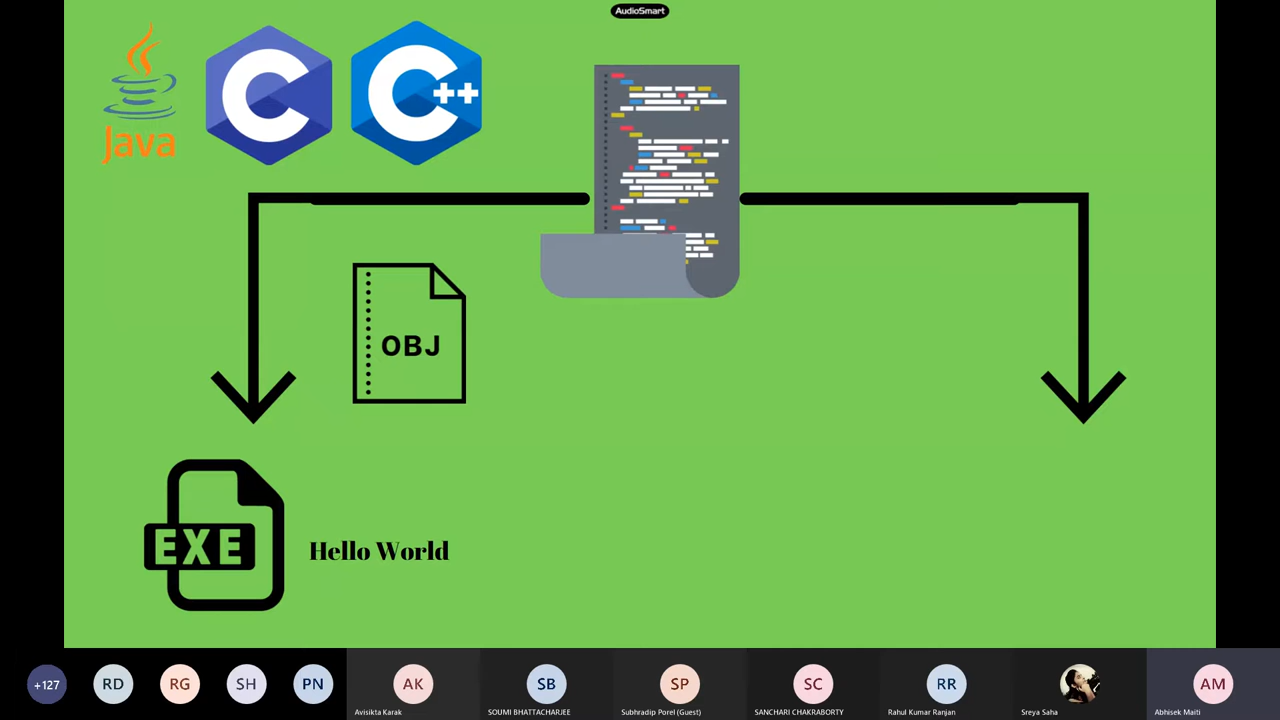 AudioSmart
Java
C
C++
OBJ
EXE
Hello World
+127
RD
RG
SH
PN
AK
SB
SP
SC
RR
AM
Avisikta Karak
SOUMI BHATTACHARJEE
Subhradip Porel (Guest)
SANCHARI CHAKRABORTY
Rahul Kumar Ranjan
Sreya Saha
Abhisek Maiti